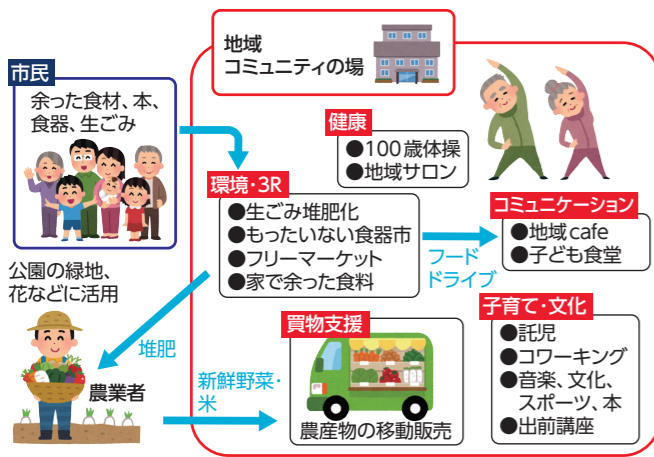 地域
コミュニティの場
市民
余った食材、本、
食器、生ごみ
健康
●100歳体操
●地域サロン
環境・3R
●生ごみ堆肥化
●もったいない食器市
●フリーマーケット
●家で余った食料
フード
ドライブ
コミュニケーション
●地域cafe
●子ども食堂
公園の緑地、
花などに活用
堆肥
農業者
新鮮野菜・
米
買物支援
農産物の移動販売
子育て・文化
●託児
●コワーキング
●音楽、文化、
スポーツ、本
●出前講座